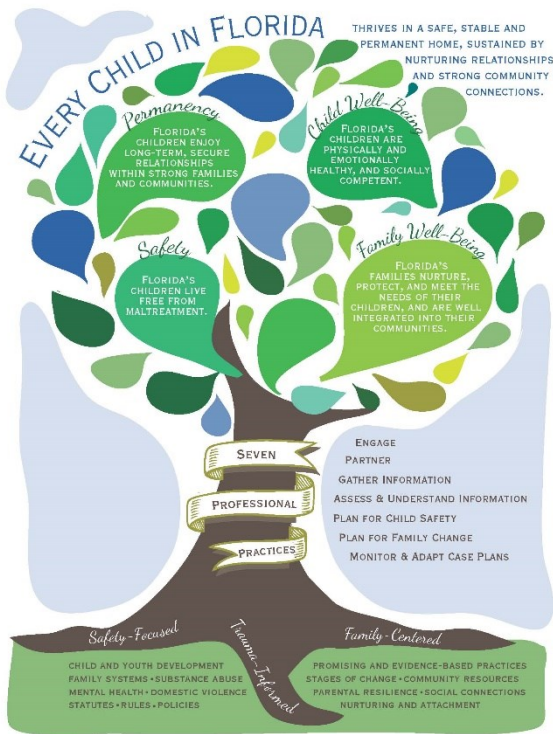 EVERY CHILD IN FLORIDA
THRIVES IN A SAFE, STABLE AND
PERMANENT HOME, SUSTAINED BY
NURTURING RELATIONSHIPS
AND STRONG COMMUNITY
CONNECTIONS.
Permanency
FLORIDA'S
CHILDREN ENJOY
LONG-TERM, SECURE
RELATIONSHIPS
WITHIN STRONG FAMILIES
AND COMMUNITIES.
Child Well-Being
FLORIDA'S
CHILDREN ARE
PHYSICALLY AND
EMOTIONALLY
HEALTHY, AND SOCIALLY
COMPETENT.
Safety
FLORIDA'S
CHILDREN LIVE
FREE FROM
MALTREATMENT.
Family Well-Being
FLORIDA'S
FAMILIES NURTURE,
PROTECT, AND MEET THE
NEEDS OF THEIR
CHILDREN, AND ARE WELL
INTEGRATED INTO THEIR
COMMUNITIES.
SEVEN
PROFESSIONAL
PRACTICES
ENGAGE
PARTNER
GATHER INFORMATION
ASSESS & UNDERSTAND INFORMATION
PLAN FOR CHILD SAFETY
PLAN FOR FAMILY CHANGE
MONITOR & ADAPT CASE PLANS
Safety-Focused
Trauma-Informed
Family-Centered
CHILD AND YOUTH DEVELOPMENT
FAMILY SYSTEMS • SUBSTANCE ABUSE
MENTAL HEALTH • DOMESTIC VIOLENCE
STATUTES • RULES • POLICIES
PROMISING AND EVIDENCE-BASED PRACTICES
STAGES OF CHANGE • COMMUNITY RESOURCES
PARENTAL RESILIENCE • SOCIAL CONNECTIONS
NURTURING AND ATTACHMENT